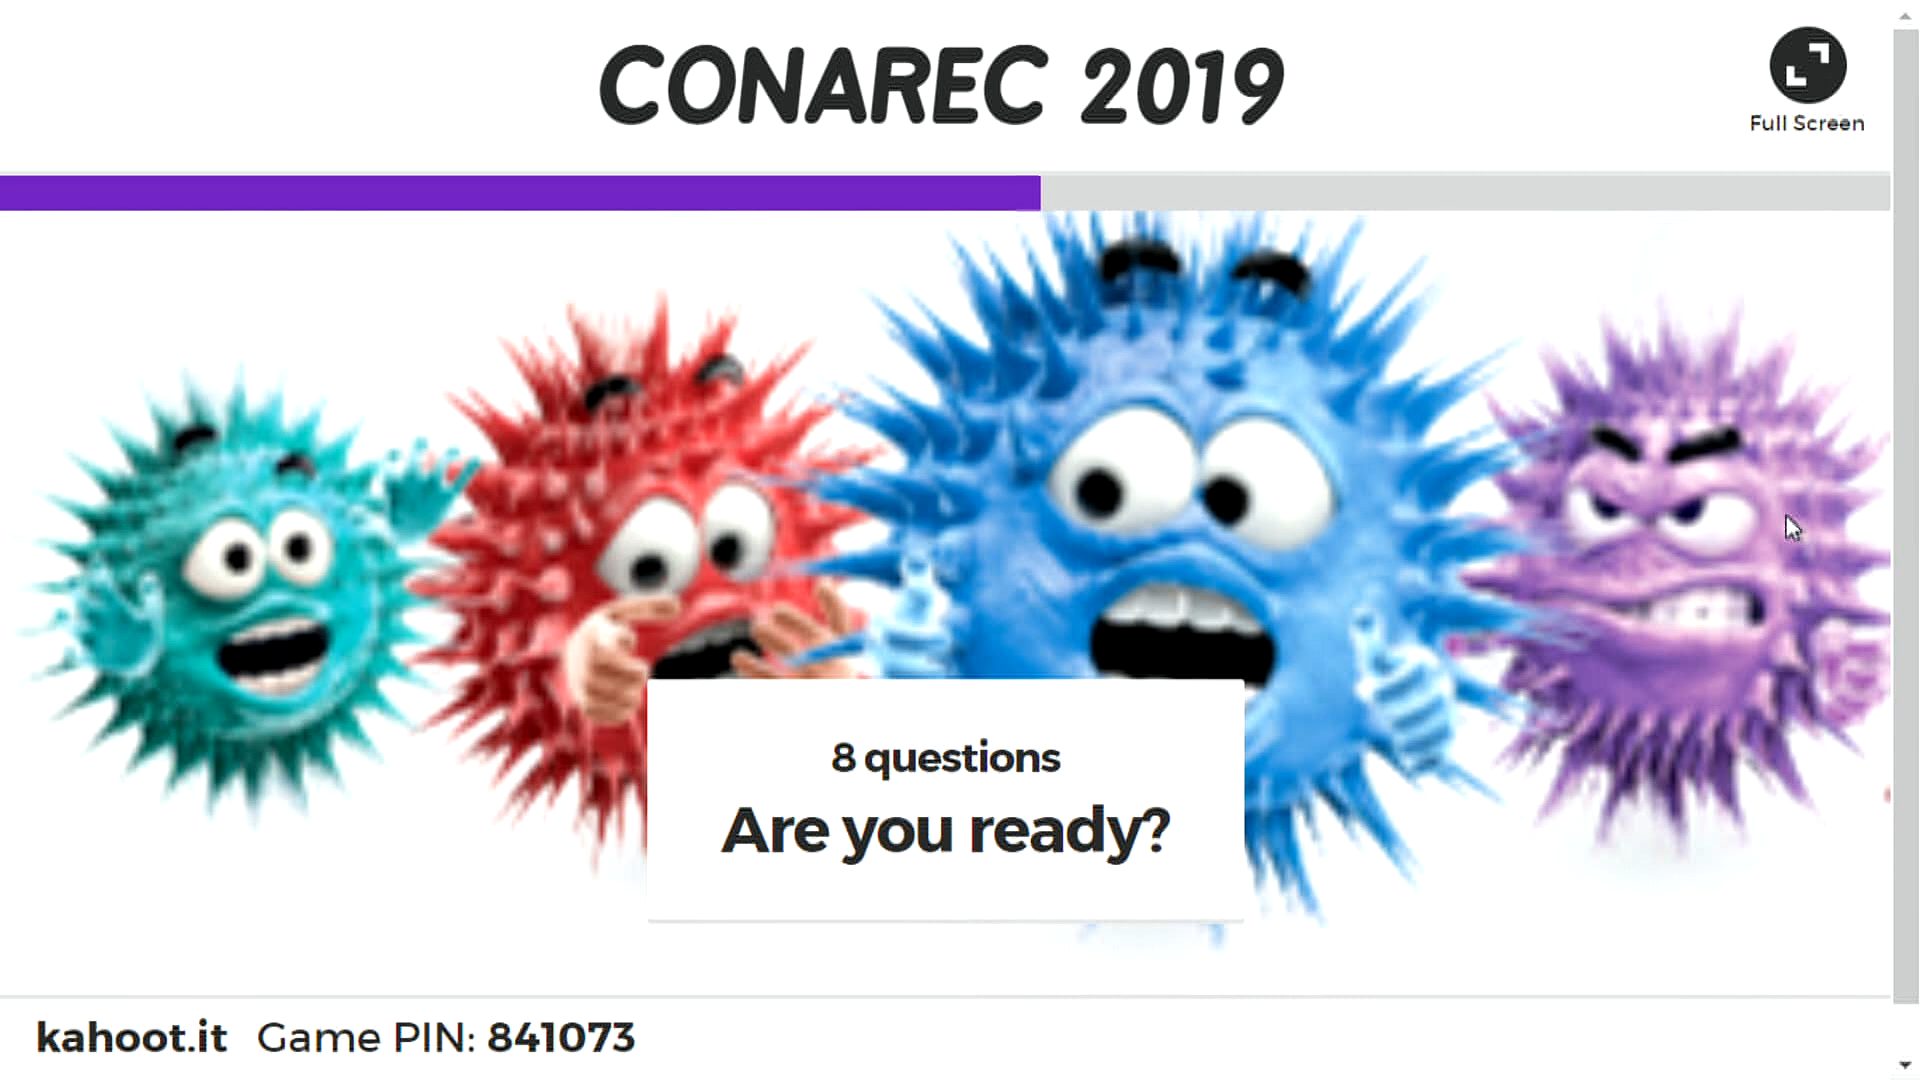 CONAREC 2019
Full Screen
8 questions
Are you ready?
kahoot.it Game PIN: 841073